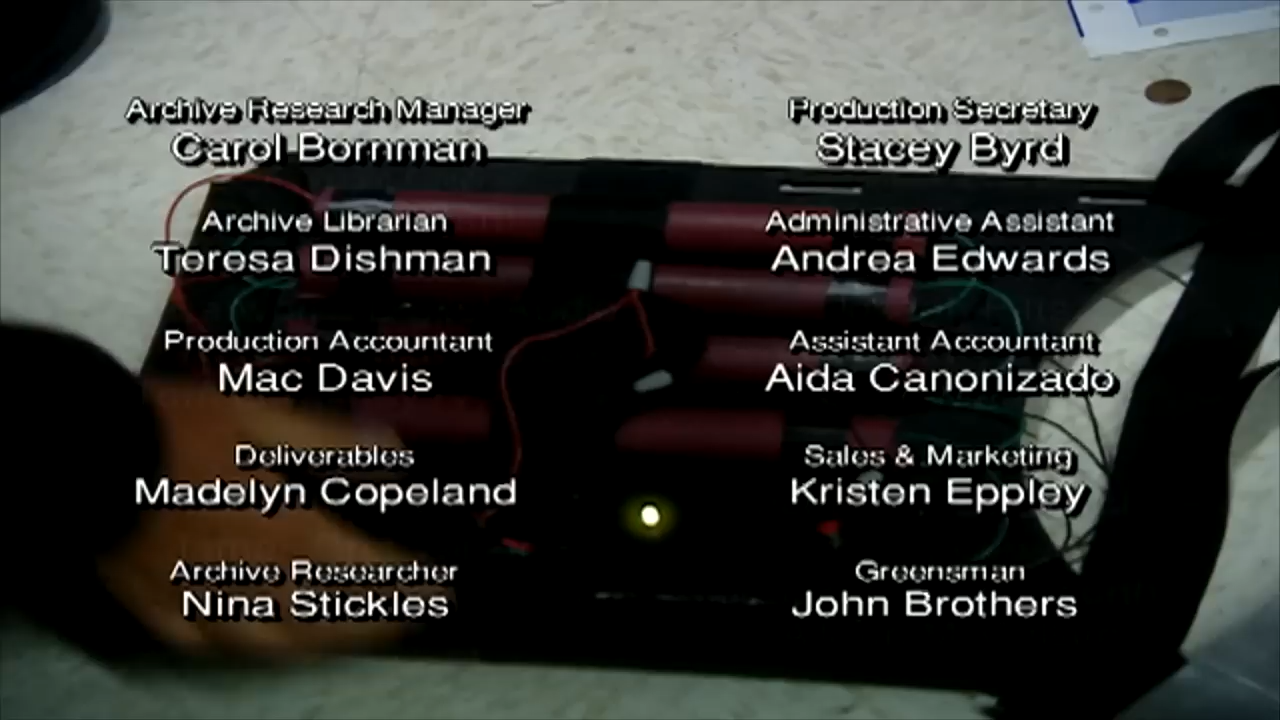 Archive Research Manager
Carol Bornman
Archive Librarian
Teresa Dishman
Production Accountant
Mac Davis
Deliverables
Madelyn Copeland
Archive Researcher
Nina Stickles
Production Secretary
Stacey Byrd
Administrative Assistant
Andrea Edwards
Assistant Accountant
Aida Canonizado
Sales & Marketing
Kristen Eppley
Greensman
John Brothers